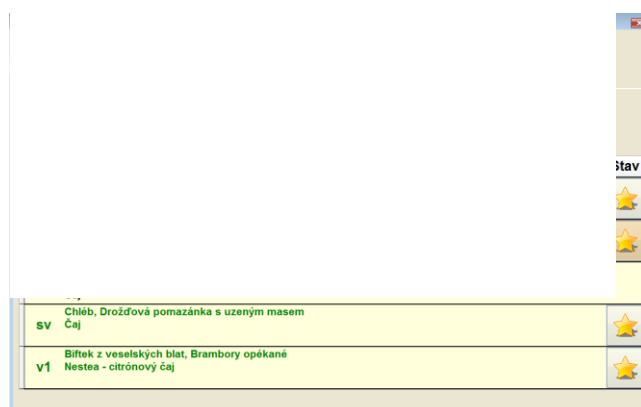 Stav
Chléb, Drožďová pomazánka s uzeným masem
sv Čaj
Biftek z veselských blat, Brambory opékané
v1 Nestea - citrónový čaj